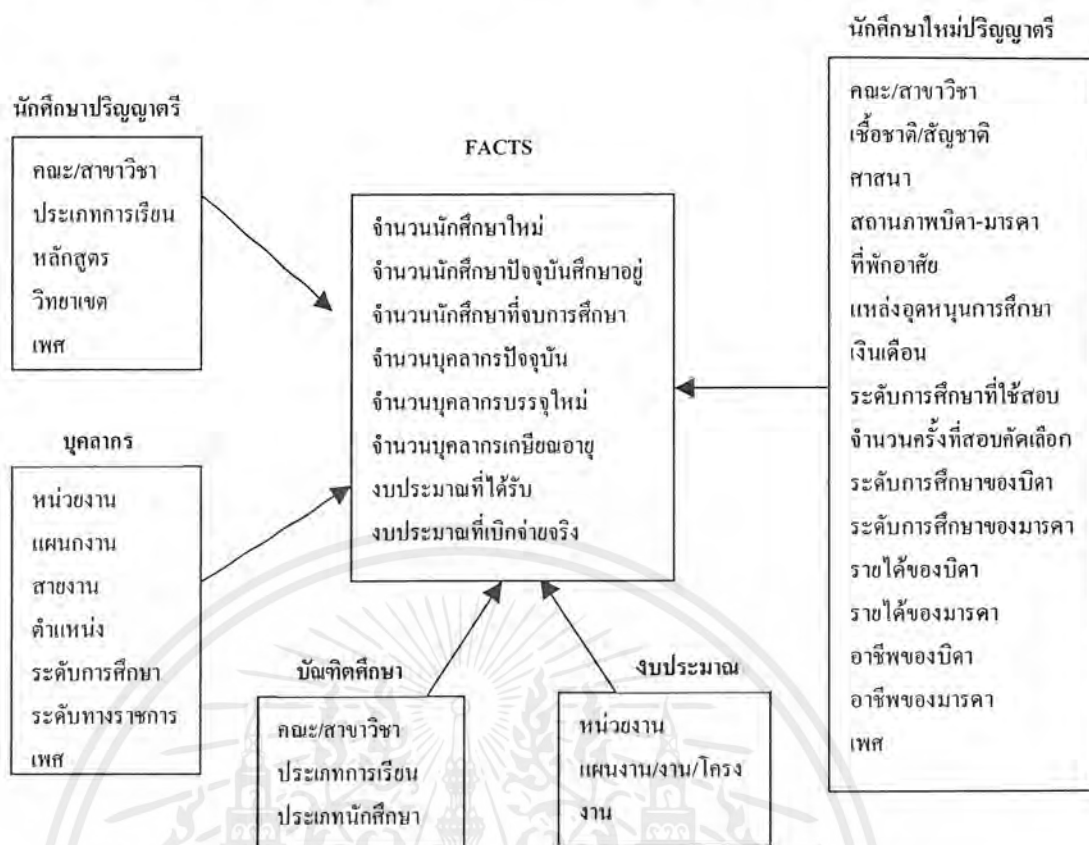 นักศึกษาปริญญาตรี
คณะ/สาขาวิชา
ประเภทการเรียน
หลักสูตร
วิทยาเขต
เพศ
บุคลากร
หน่วยงาน
แผนกงาน
สายงาน
ตำแหน่ง
ระดับการศึกษา
ระดับทางราชการ
เพศ
FACTS
จำนวนนักศึกษาใหม่
จำนวนนักศึกษาปัจจุบันศึกษาอยู่
จำนวนนักศึกษาที่จบการศึกษา
จำนวนบุคลากรปัจจุบัน
จำนวนบุคลากรบรรจุใหม่
จำนวนบุคลากรเกษียณอายุ
งบประมาณที่ได้รับ
งบประมาณที่เบิกจ่ายจริง
บัณฑิตศึกษา
คณะ/สาขาวิชา
ประเภทการเรียน
ประเภทนักศึกษา
งบประมาณ
หน่วยงาน
แผนงาน/งาน/โครง
งาน
นักศึกษาใหม่ปริญญาตรี
คณะ/สาขาวิชา
เชื้อชาติ/สัญชาติ
ศาสนา
สถานภาพบิดา-มารดา
ที่พักอาศัย
แหล่งอุดหนุนการศึกษา
เงินเดือน
ระดับการศึกษาที่ใช้สอบ
จำนวนครั้งที่สอบคัดเลือก
ระดับการศึกษาของบิดา
ระดับการศึกษาของมารดา
รายได้ของบิดา
รายได้ของมารดา
อาชีพของบิดา
อาชีพของมารดา
เพศ